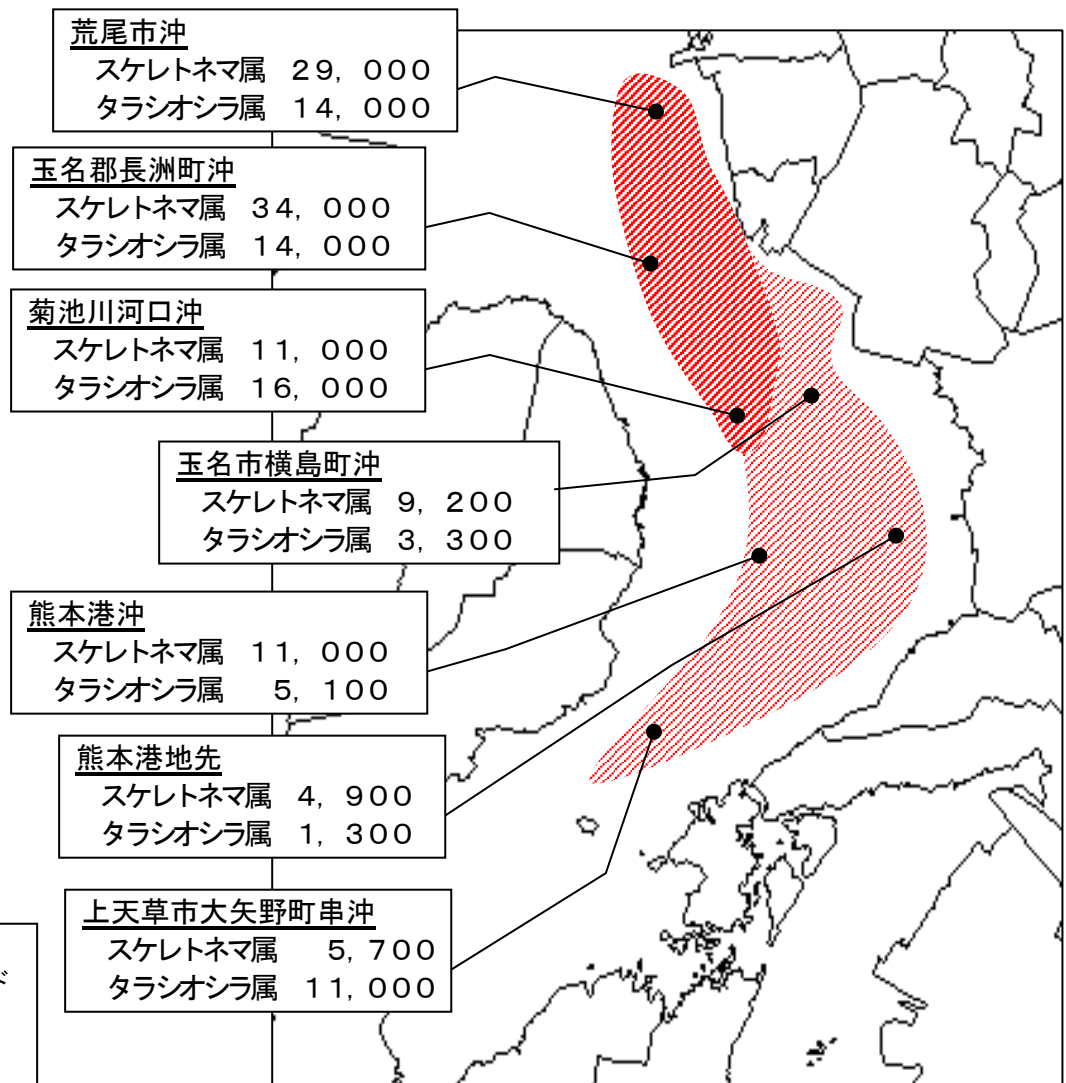 荒尾市沖
スケレトネマ属 29,000
タラシオシラ属 14,000
玉名郡長洲町沖
スケレトネマ属 34,000
タラシオシラ属 14,000
菊池川河口沖
スケレトネマ属 11,000
タラシオシラ属 16,000
玉名市横島町沖
スケレトネマ属 9,200
タラシオシラ属 3,300
熊本港沖
スケレトネマ属 11,000
タラシオシラ属 5,100
熊本港地先
スケレトネマ属 4,900
タラシオシラ属 1,300
上天草市大矢野町串沖
スケレトネマ属 5,700
タラシオシラ属 11,000
ド